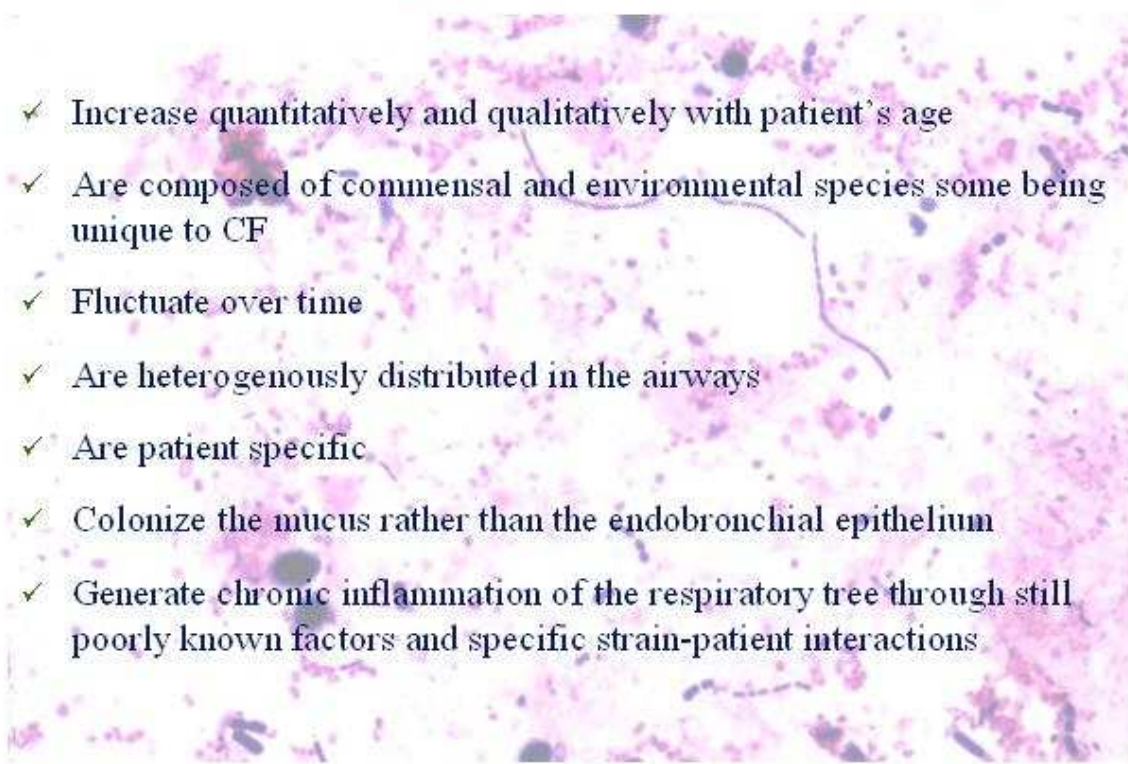 ✓ Increase quantitatively and qualitatively with patient's age
✓ Are composed of commensal and environmental species some being
unique to CF
✓ Fluctuate over time
✓ Are heterogenously distributed in the airways
✓ Are patient specific
✓ Colonize the mucus rather than the endobronchial epithelium
✓ Generate chronic inflammation of the respiratory tree through still
poorly known factors and specific strain-patient interactions